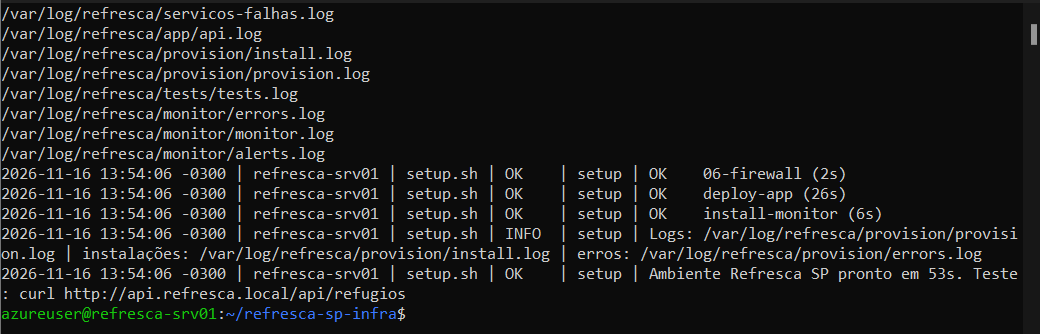 /var/log/refresca/servicos-falhas.log
/var/log/refresca/app/api.log
/var/log/refresca/provision/install.log
/var/log/refresca/provision/provision.log
/var/log/refresca/tests/tests.log
/var/log/refresca/monitor/errors.log
/var/log/refresca/monitor/monitor.log
/var/log/refresca/monitor/alerts.log
2026-11-16 13:54:06 -0300 | refresca-srv01 | setup.sh | OK    | setup | OK    06-firewall (2s)
2026-11-16 13:54:06 -0300 | refresca-srv01 | setup.sh | OK    | setup | OK    deploy-app (26s)
2026-11-16 13:54:06 -0300 | refresca-srv01 | setup.sh | OK    | setup | OK    install-monitor (6s)
2026-11-16 13:54:06 -0300 | refresca-srv01 | setup.sh | INFO  | setup | Logs: /var/log/refresca/provision/provisi
on.log | instalações: /var/log/refresca/provision/install.log | erros: /var/log/refresca/provision/errors.log
2026-11-16 13:54:06 -0300 | refresca-srv01 | setup.sh | OK    | setup | Ambiente Refresca SP pronto em 53s. Teste
: curl http://api.refresca.local/api/refugios
azureuser@refresca-srv01:~/refresca-sp-infra$